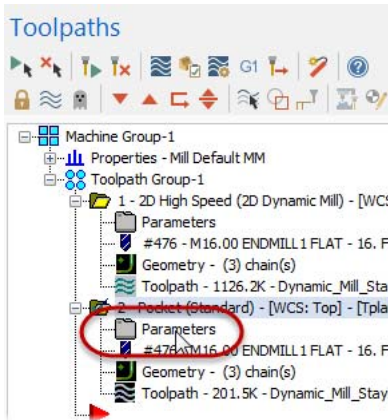 Toolpaths
G1
Machine Group-1
Properties - Mill Default MM
Toolpath Group-1
1 - 2D High Speed (2D Dynamic Mill) - [WCS
Parameters
#476 - M16.00 ENDMILL1 FLAT - 16. F
Geometry - (3) chain(s)
Toolpath - 1126.2K - Dynamic_Mill_Sta
2 - Pocket (Standard) - [WCS: Top] - [Tpla
Parameters
#476 - M16.00 ENDMILL1 FLAT - 16. F
Geometry - (3) chain(s)
Toolpath - 201.5K - Dynamic_Mill_Stay